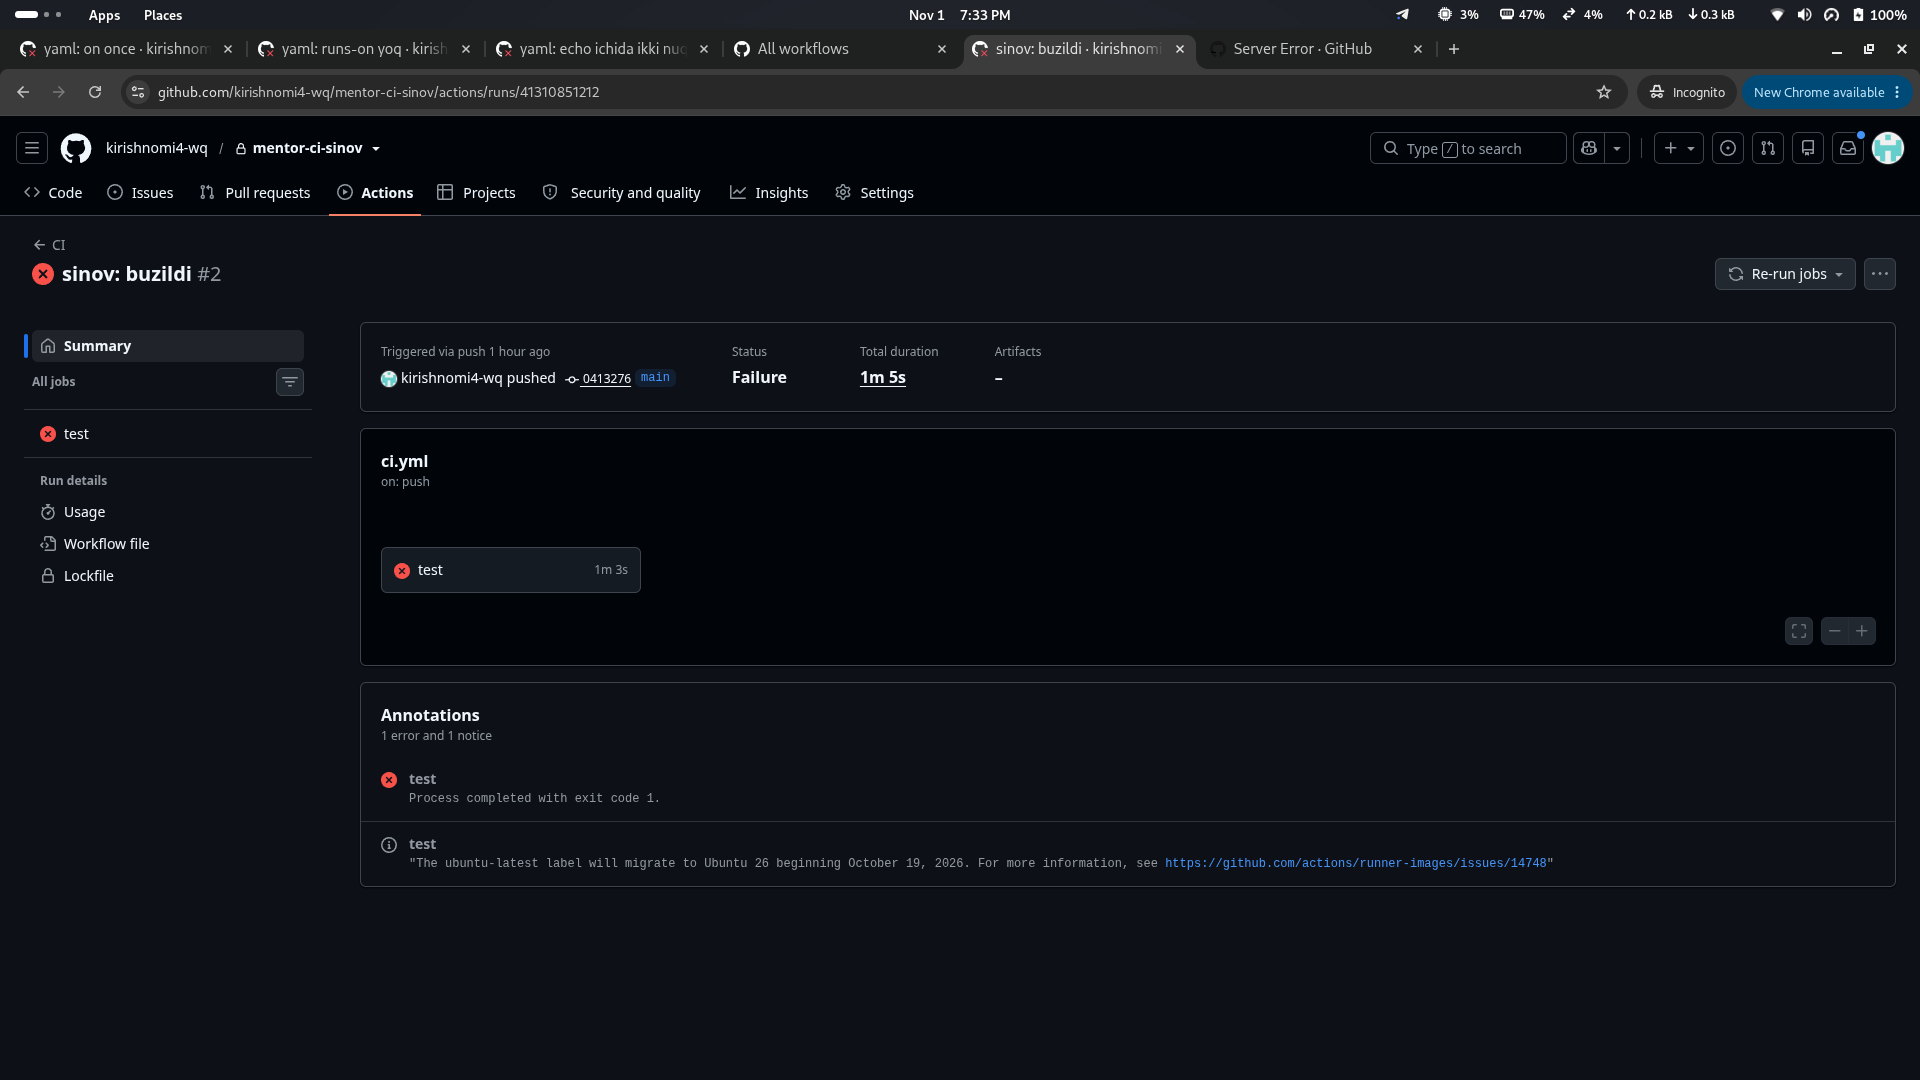 Apps Places Nov 1 7:33 PM 3% 47% 4% 0.2 kB 0.3 kB 100%
yaml: on once · kirishnom yaml: runs-on yoq · kirish yaml: echo ichida ikki nuq All workflows sinov: buzildi · kirishnomi Server Error · GitHub
github.com/kirishnomi4-wq/mentor-ci-sinov/actions/runs/41310851212 Incognito New Chrome available
kirishnomi4-wq / mentor-ci-sinov Type / to search
Code Issues Pull requests Actions Projects Security and quality Insights Settings
CI
sinov: buzildi #2 Re-run jobs
Summary
All jobs
test
Run details
Usage
Workflow file
Lockfile
Triggered via push 1 hour ago Status Total duration Artifacts
kirishnomi4-wq pushed 0413276 main Failure 1m 5s –
ci.yml
on: push
test 1m 3s
Annotations
1 error and 1 notice
test
Process completed with exit code 1.
test
"The ubuntu-latest label will migrate to Ubuntu 26 beginning October 19, 2026. For more information, see https://github.com/actions/runner-images/issues/14748"